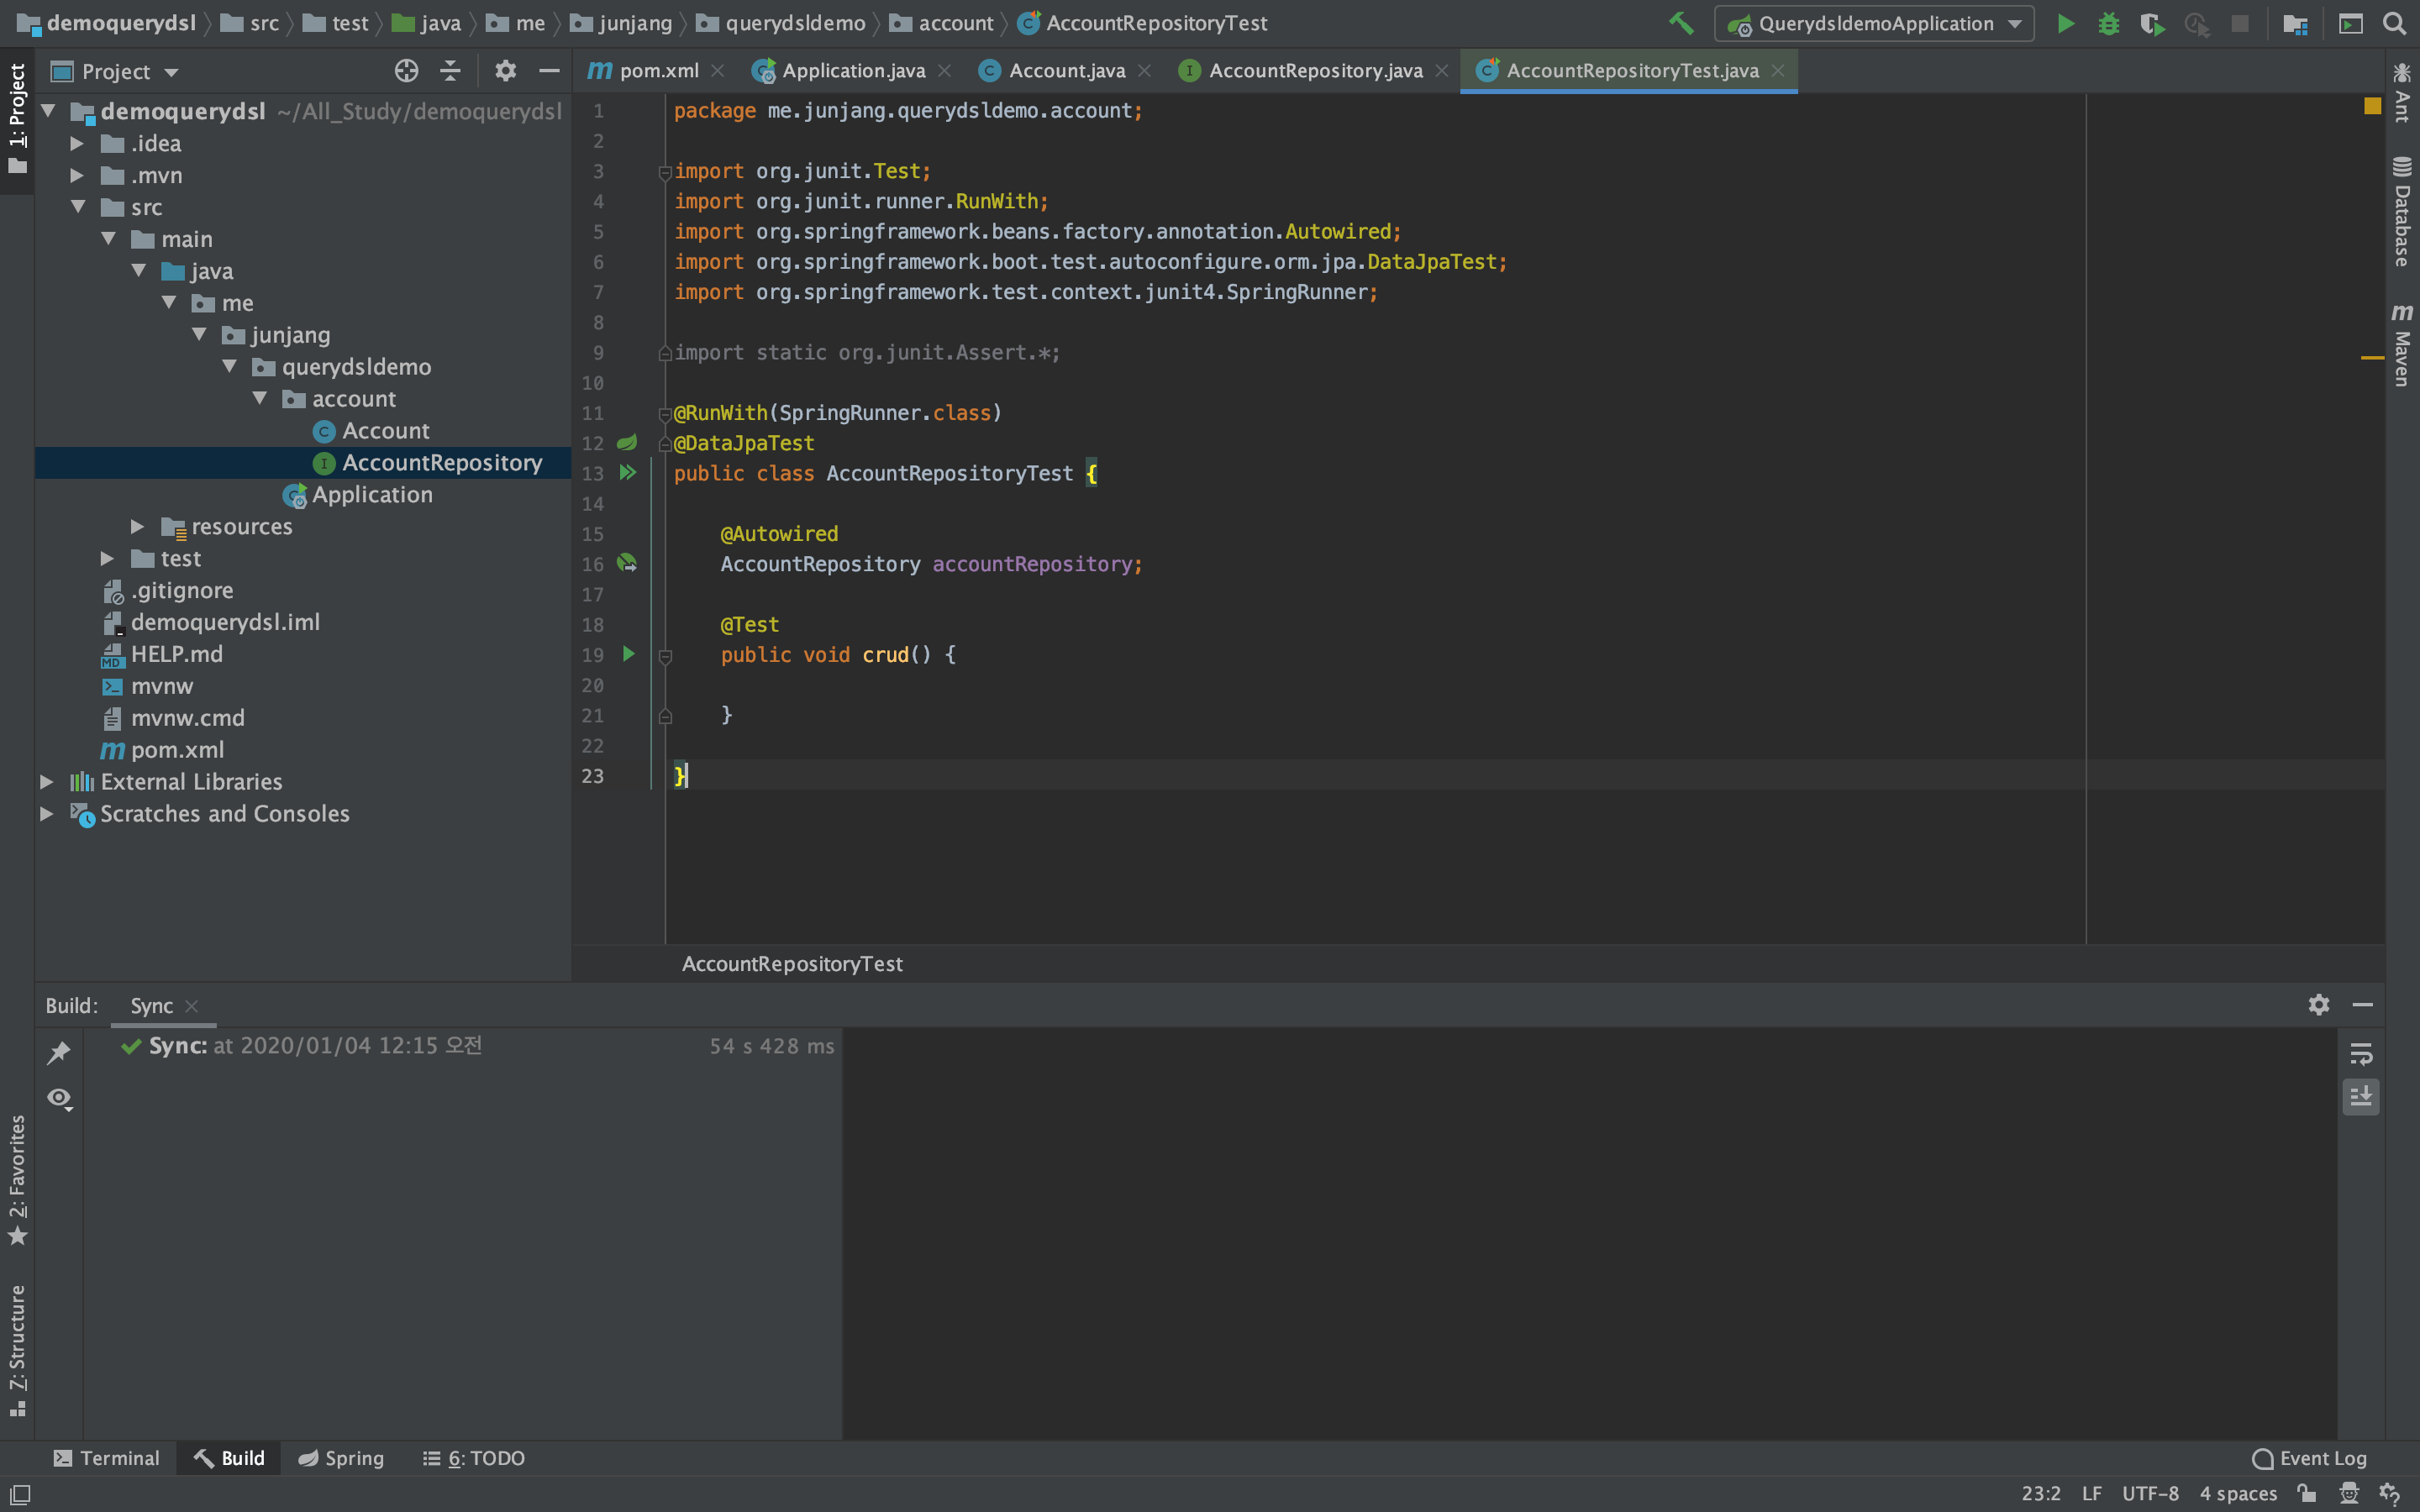 demoquerydsl src test java me junjang querydsldemo account AccountRepositoryTest QuerydsldemoApplication
1: Project
Project
demoquerydsl ~/All_Study/demoquerydsl
.idea
.mvn
src
main
java
me
junjang
querydsldemo
account
Account
AccountRepository
Application
resources
test
.gitignore
demoquerydsl.iml
HELP.md
mvnw
mvnw.cmd
pom.xml
External Libraries
Scratches and Consoles
pom.xml Application.java Account.java AccountRepository.java AccountRepositoryTest.java
1 package me.junjang.querydsldemo.account;
2
3 import org.junit.Test;
4 import org.junit.runner.RunWith;
5 import org.springframework.beans.factory.annotation.Autowired;
6 import org.springframework.boot.test.autoconfigure.orm.jpa.DataJpaTest;
7 import org.springframework.test.context.junit4.SpringRunner;
8
9 import static org.junit.Assert.*;
10
11 @RunWith(SpringRunner.class)
12 @DataJpaTest
13 public class AccountRepositoryTest {
14
15 @Autowired
16 AccountRepository accountRepository;
17
18 @Test
19 public void crud() {
20
21 }
22
23 }
AccountRepositoryTest
Ant
Database
Maven
Build: Sync
Sync: at 2020/01/04 12:15 오전 54 s 428 ms
2: Favorites
7: Structure
Terminal Build Spring 6: TODO Event Log
23:2 LF UTF-8 4 spaces